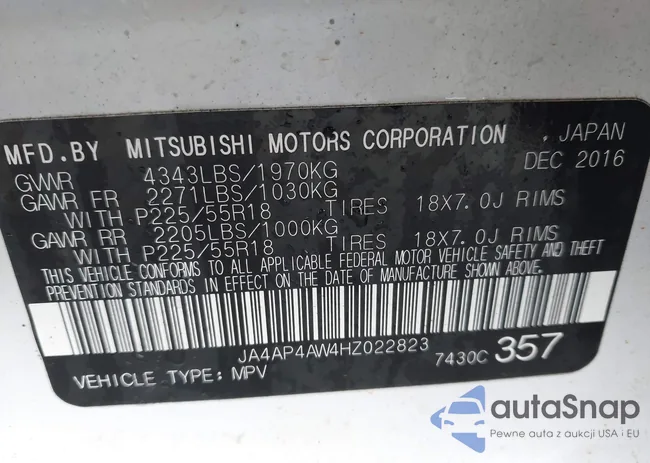 MFD.BY MITSUBISHI MOTORS CORPORATION , JAPAN
GVWR 4343LBS/1970KG DEC 2016
GAWR FR 2271LBS/1030KG
WITH P225/55R18 TIRES 18X7.0J RIMS
GAWR RR 2205LBS/1000KG
WITH P225/55R18 TIRES 18X7.0J RIMS
THIS VEHICLE CONFORMS TO ALL APPLICABLE FEDERAL MOTOR VEHICLE SAFETY AND THEFT
PREVENTION STANDARDS IN EFFECT ON THE DATE OF MANUFACTURE SHOWN ABOVE.
JA4AP4AW4HZ022823
VEHICLE TYPE: MPV 7430C 357
autaSnap
Pewne auta z aukcji USA i EU